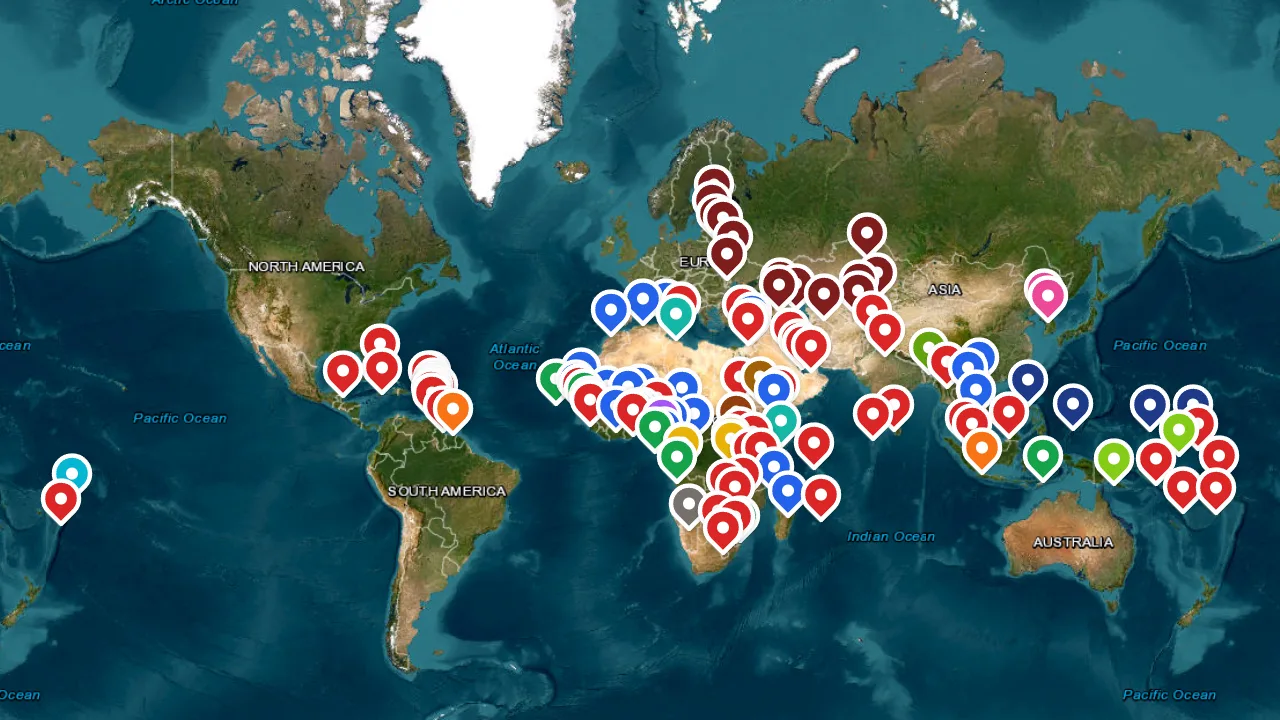 Arctic Ocean
NORTH AMERICA
EUR
ASIA
cean
Atlantic
Ocean
Pacific Ocean
Pacific Ocean
SOUTH AMERICA
Indian Ocean
AUSTRALIA
Ocean
Pacific Ocean